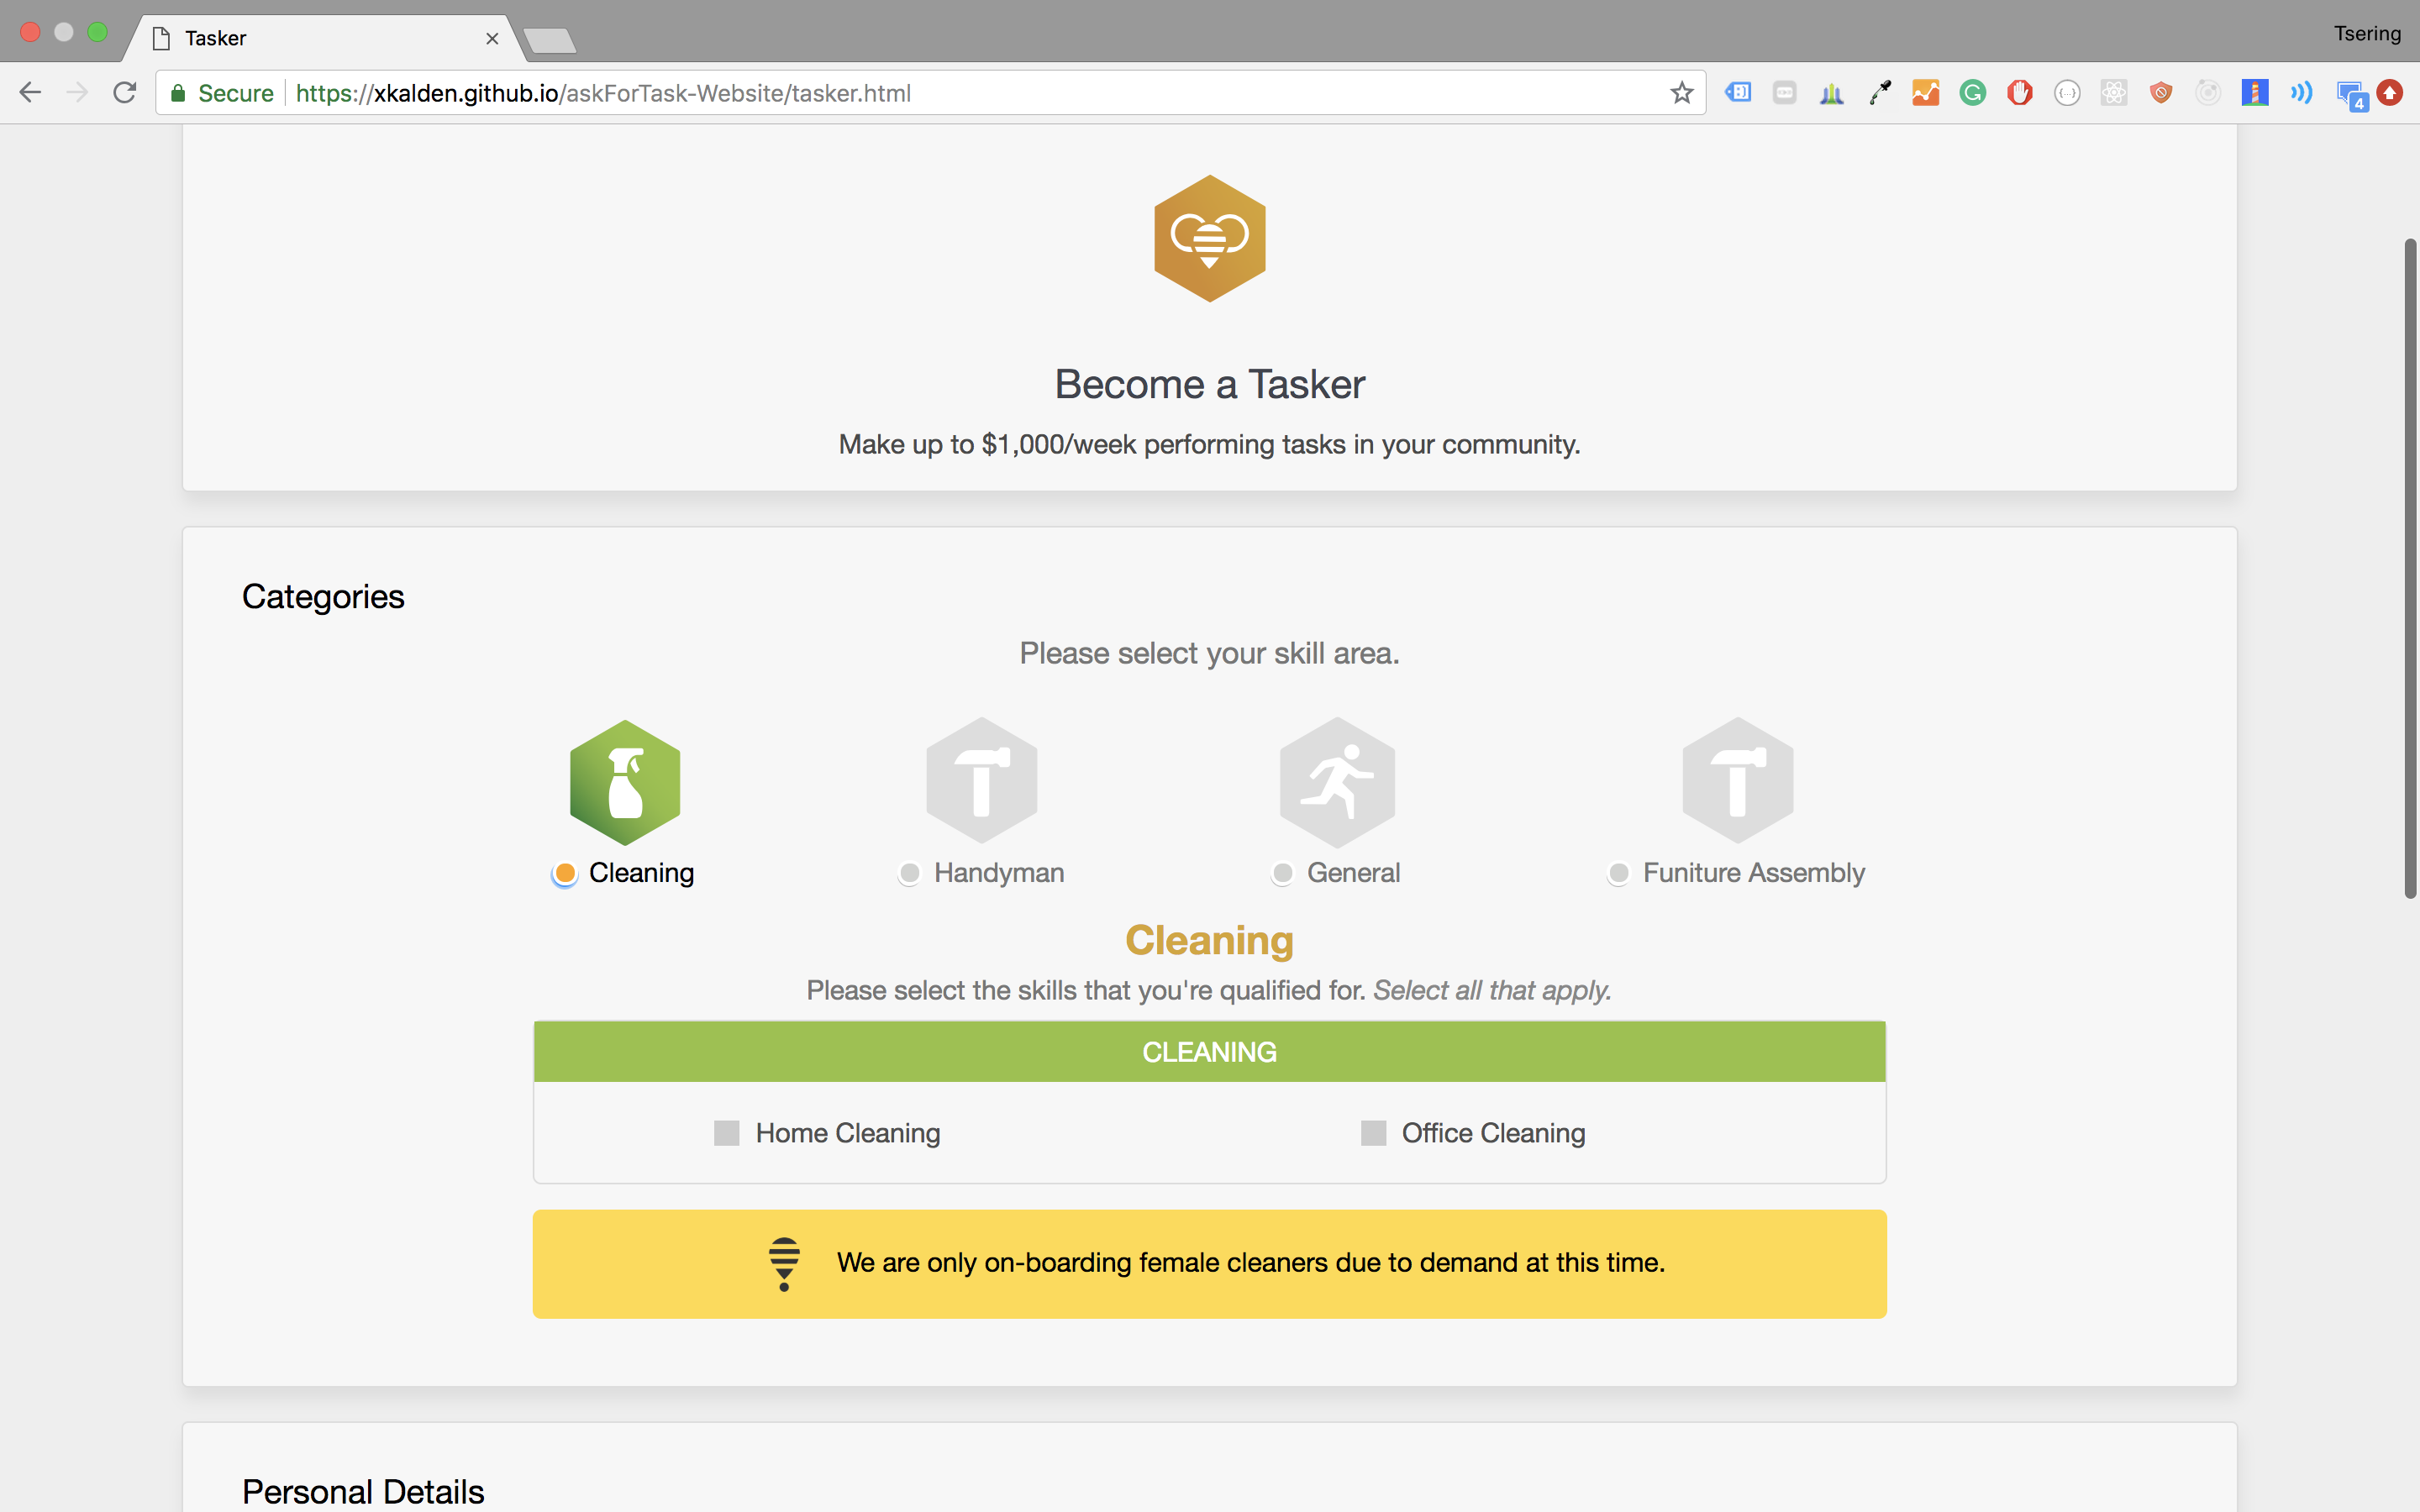 Tasker
Tsering
Secure https://xkalden.github.io/askForTask-Website/tasker.html
4
Become a Tasker
Make up to $1,000/week performing tasks in your community.
Categories
Please select your skill area.
Cleaning Handyman General Funiture Assembly
Cleaning
Please select the skills that you're qualified for. Select all that apply.
CLEANING
Home Cleaning Office Cleaning
We are only on-boarding female cleaners due to demand at this time.
Personal Details